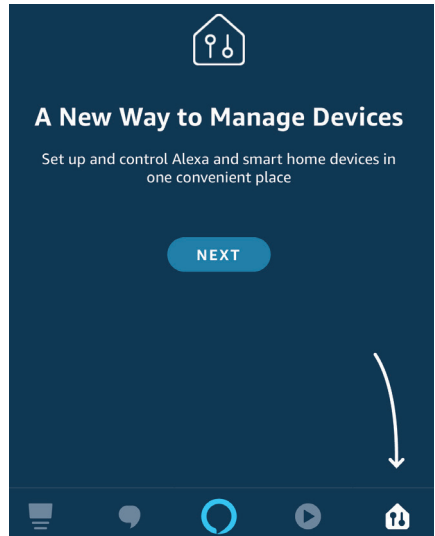 A New Way to Manage Devices
Set up and control Alexa and smart home devices in
one convenient place
NEXT